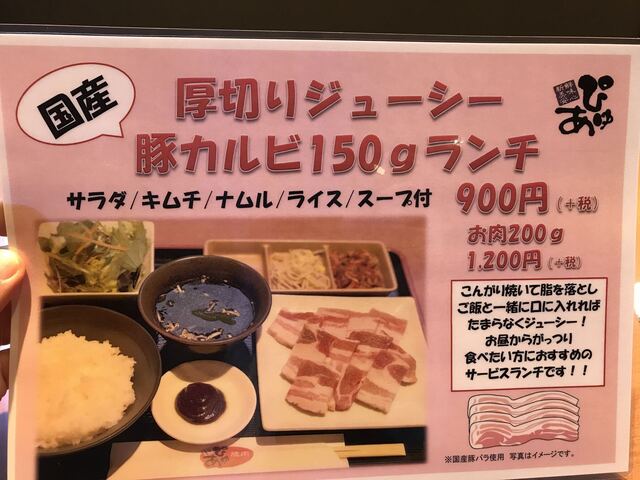 国産
厚切りジューシー
豚カルビ150gランチ
サラダ/キムチ/ナムル/ライス/スープ付
900円(+税)
お肉200g
1,200円(+税)
こんがり焼いて脂を落とし
ご飯と一緒に口に入れれば
たまらなくジューシー！
お昼からがっつり
食べたい方におすすめの
サービスランチです！！
※国産豚バラ使用 写真はイメージです。
ぴゅあ